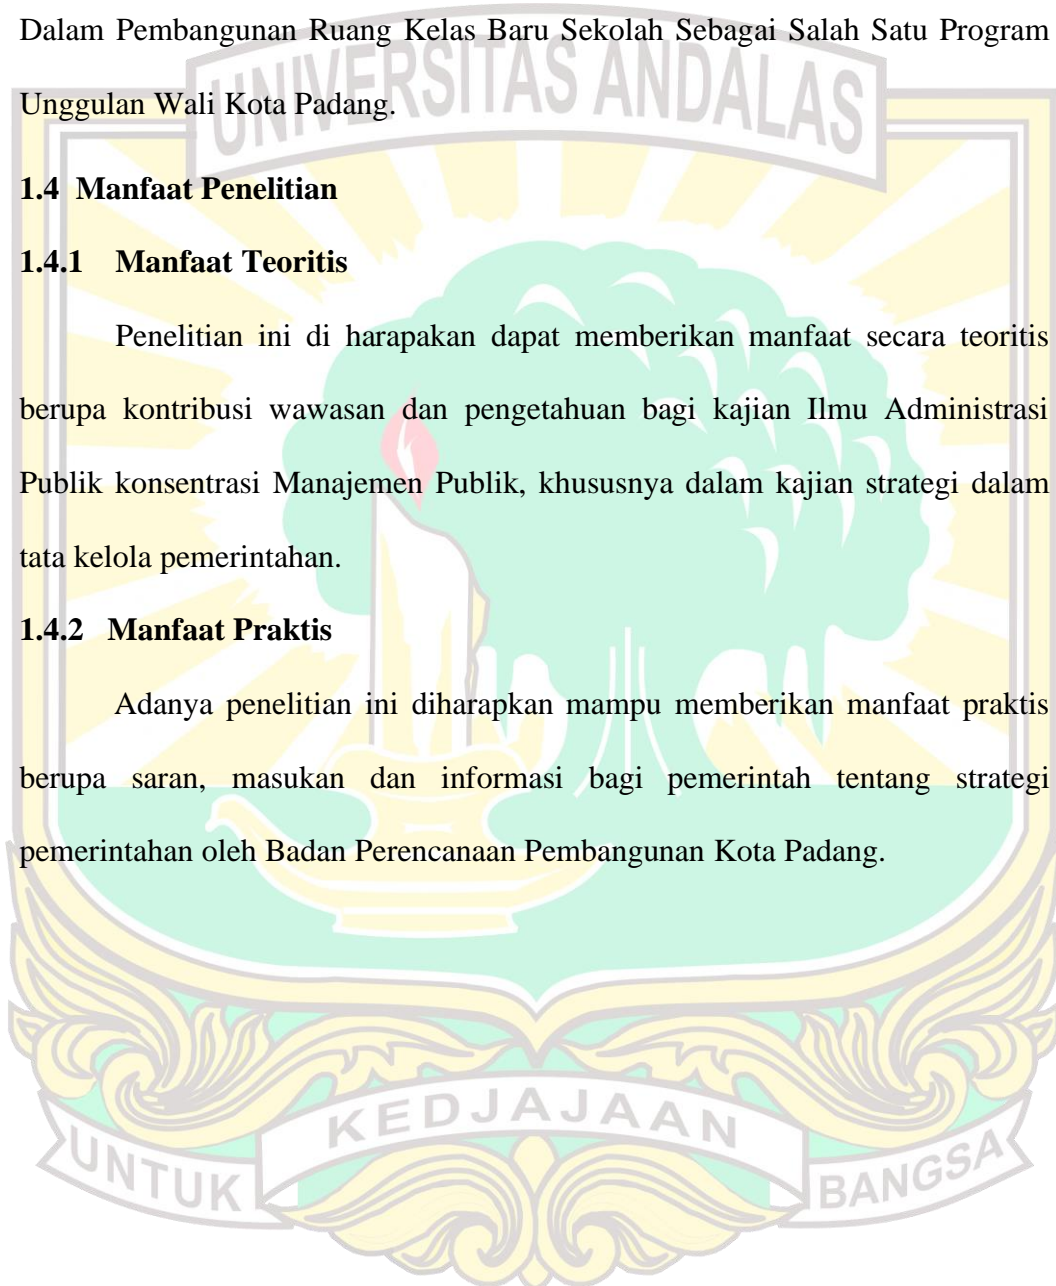 Dalam Pembangunan Ruang Kelas Baru Sekolah Sebagai Salah Satu Program
Unggulan Wali Kota Padang.
UNIVERSITAS ANDALAS
1.4 Manfaat Penelitian
1.4.1 Manfaat Teoritis
Penelitian ini di harapakan dapat memberikan manfaat secara teoritis
berupa kontribusi wawasan dan pengetahuan bagi kajian Ilmu Administrasi
Publik konsentrasi Manajemen Publik, khususnya dalam kajian strategi dalam
tata kelola pemerintahan.
1.4.2 Manfaat Praktis
Adanya penelitian ini diharapkan mampu memberikan manfaat praktis
berupa saran, masukan dan informasi bagi pemerintah tentang strategi
pemerintahan oleh Badan Perencanaan Pembangunan Kota Padang.
UNTUK KEDJAJAAN BANGSA